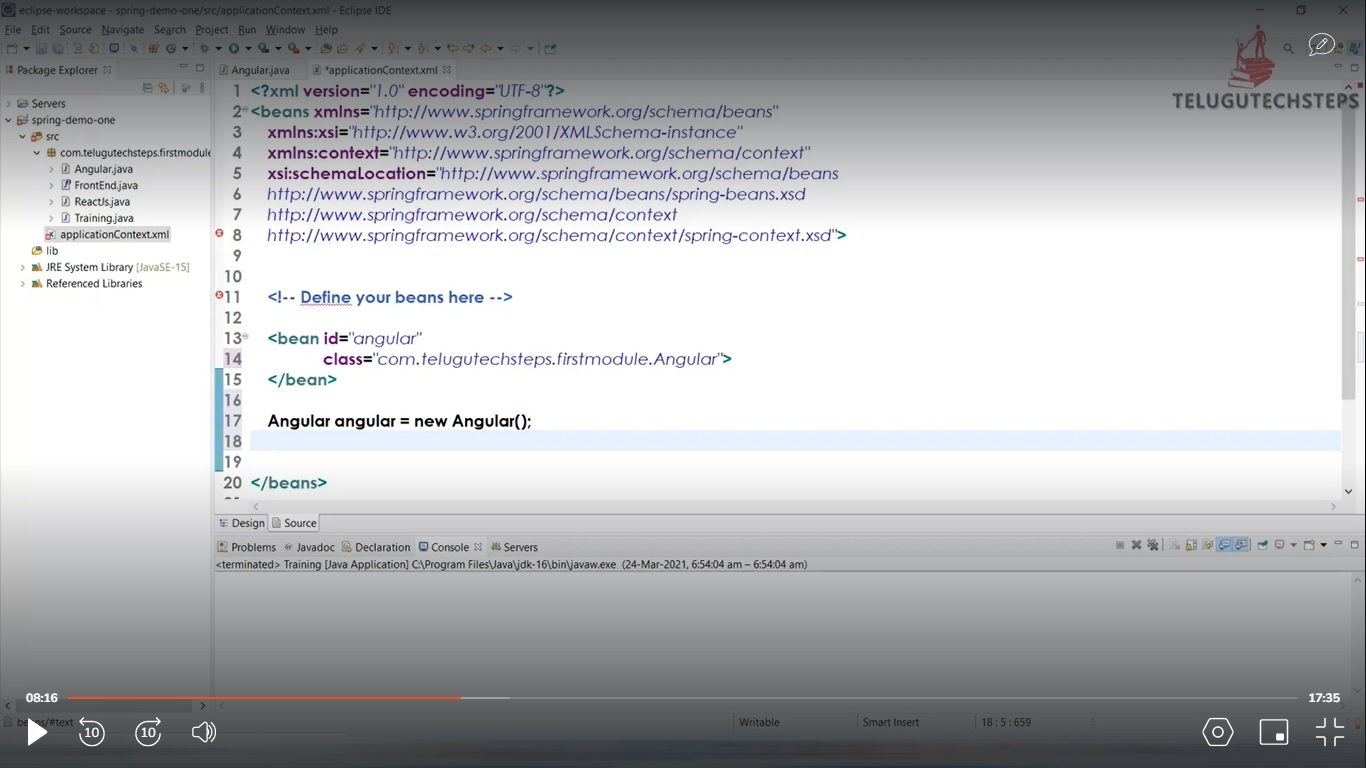 eclipse-workspace - spring-demo-one/src/applicationContext.xml - Eclipse IDE
File Edit Source Navigate Search Project Run Window Help
Package Explorer
Angular.java
*applicationContext.xml
TELUGUTECHSTEPS
Servers
spring-demo-one
src
com.telugutechsteps.firstmodule
Angular.java
FrontEnd.java
ReactJs.java
Training.java
applicationContext.xml
lib
JRE System Library [JavaSE-15]
Referenced Libraries
1 <?xml version="1.0" encoding="UTF-8"?>
2 <beans xmlns="http://www.springframework.org/schema/beans"
3 xmlns:xsi="http://www.w3.org/2001/XMLSchema-instance"
4 xmlns:context="http://www.springframework.org/schema/context"
5 xsi:schemaLocation="http://www.springframework.org/schema/beans
6 http://www.springframework.org/schema/beans/spring-beans.xsd
7 http://www.springframework.org/schema/context
8 http://www.springframework.org/schema/context/spring-context.xsd">
9
10
11 <!-- Define your beans here -->
12
13 <bean id="angular"
14 class="com.telugutechsteps.firstmodule.Angular">
15 </bean>
16
17 Angular angular = new Angular();
18
19
20 </beans>
Design Source
Problems Javadoc Declaration Console Servers
<terminated> Training [Java Application] C:\Program Files\Java\jdk-16\bin\javaw.exe (24-Mar-2021, 6:54:04 am – 6:54:04 am)
08:16
17:35
beans/#text
Writable
Smart Insert
18 : 5 : 659
10
10